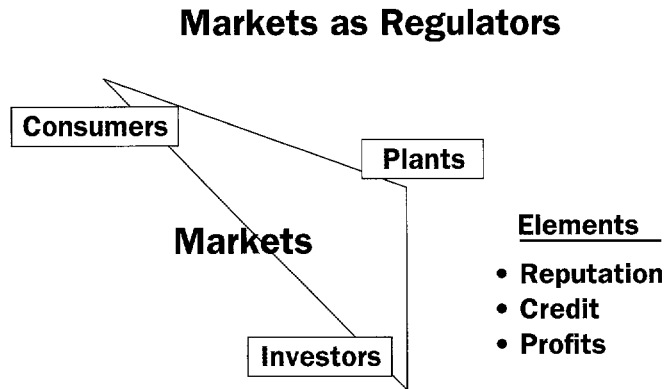 Markets as Regulators
Consumers
Plants
Markets
Investors
Elements
• Reputation
• Credit
• Profits